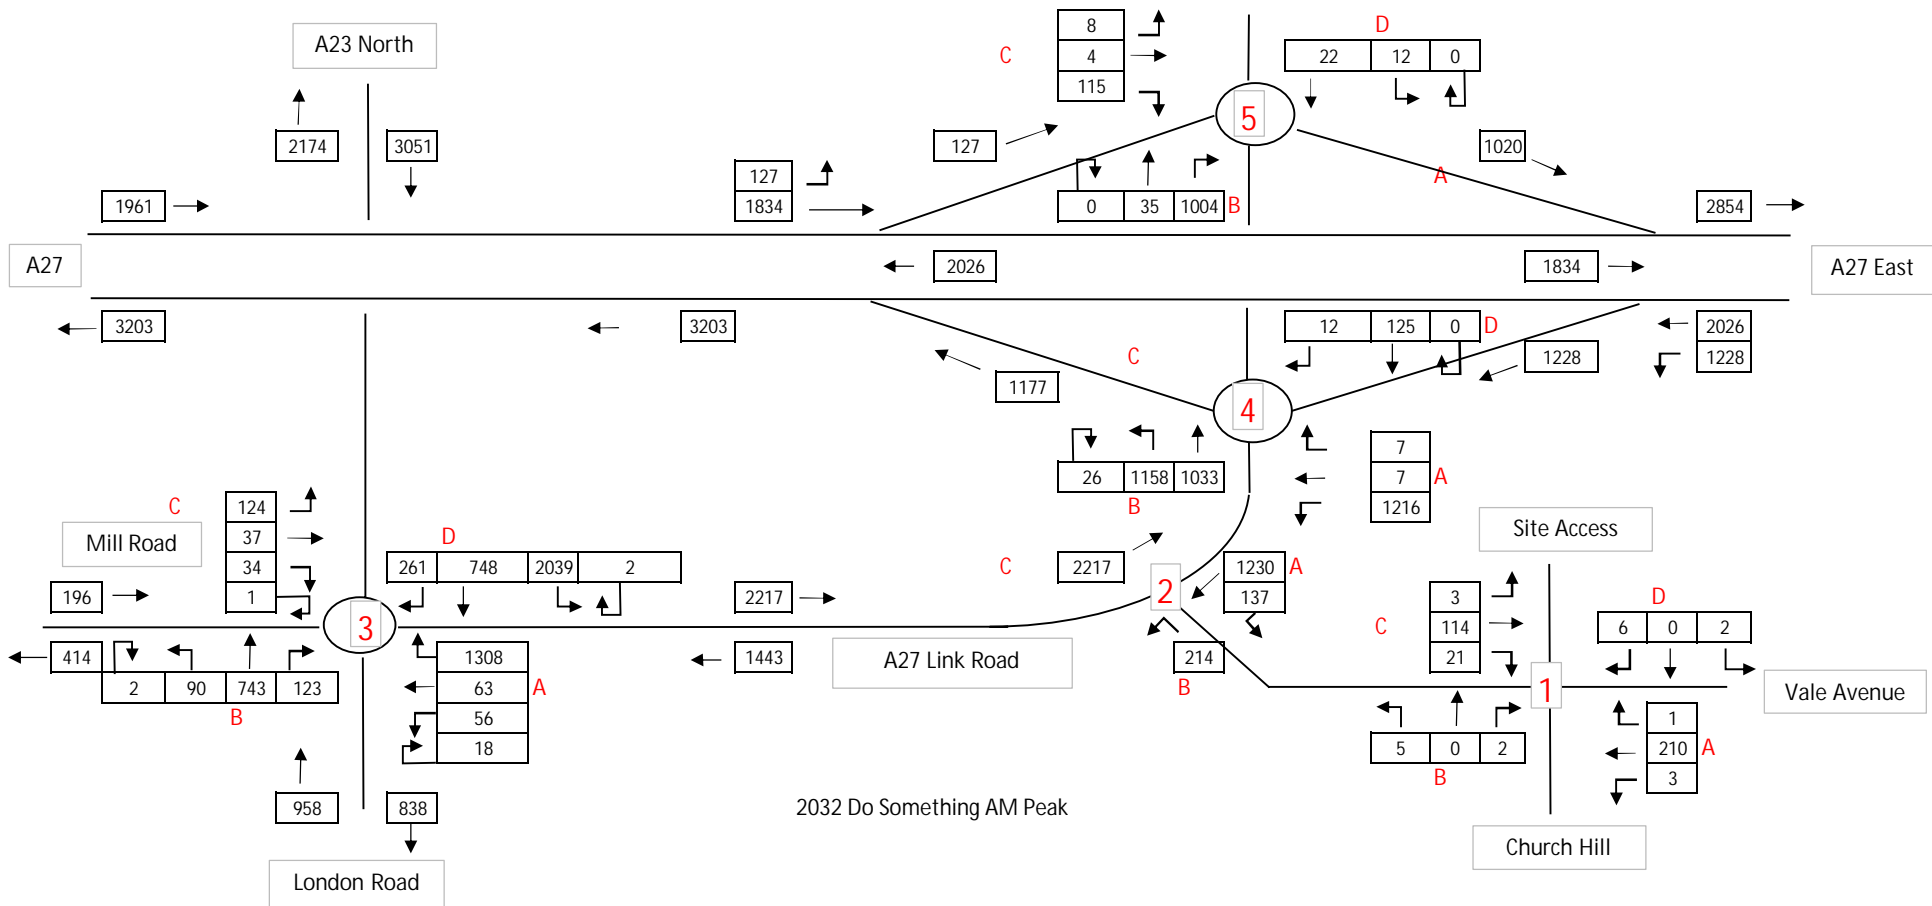 8
D
A23 North
C
4
22 12 0
115
5
2174
3051
127
1020
127
A
1961
1834
0 35 1004 B
2854
A27
2026
1834
A27 East
3203
3203
12 125 0 D
2026
C
1228
1228
1177
4
7
26 1158 1033
7 A
B
1216
C
124
37
D
Site Access
Mill Road
34
261 748 2039 2
C
2217
1230 A
196
1
2217
2
137
3
D
3
C
114
6 0 2
414
1308
1443
A27 Link Road
214
21
2 90 743 123
63 A
B
1
Vale Avenue
B
56
1
18
5 0 2
210 A
B
3
958
838
2032 Do Something AM Peak
Church Hill
London Road